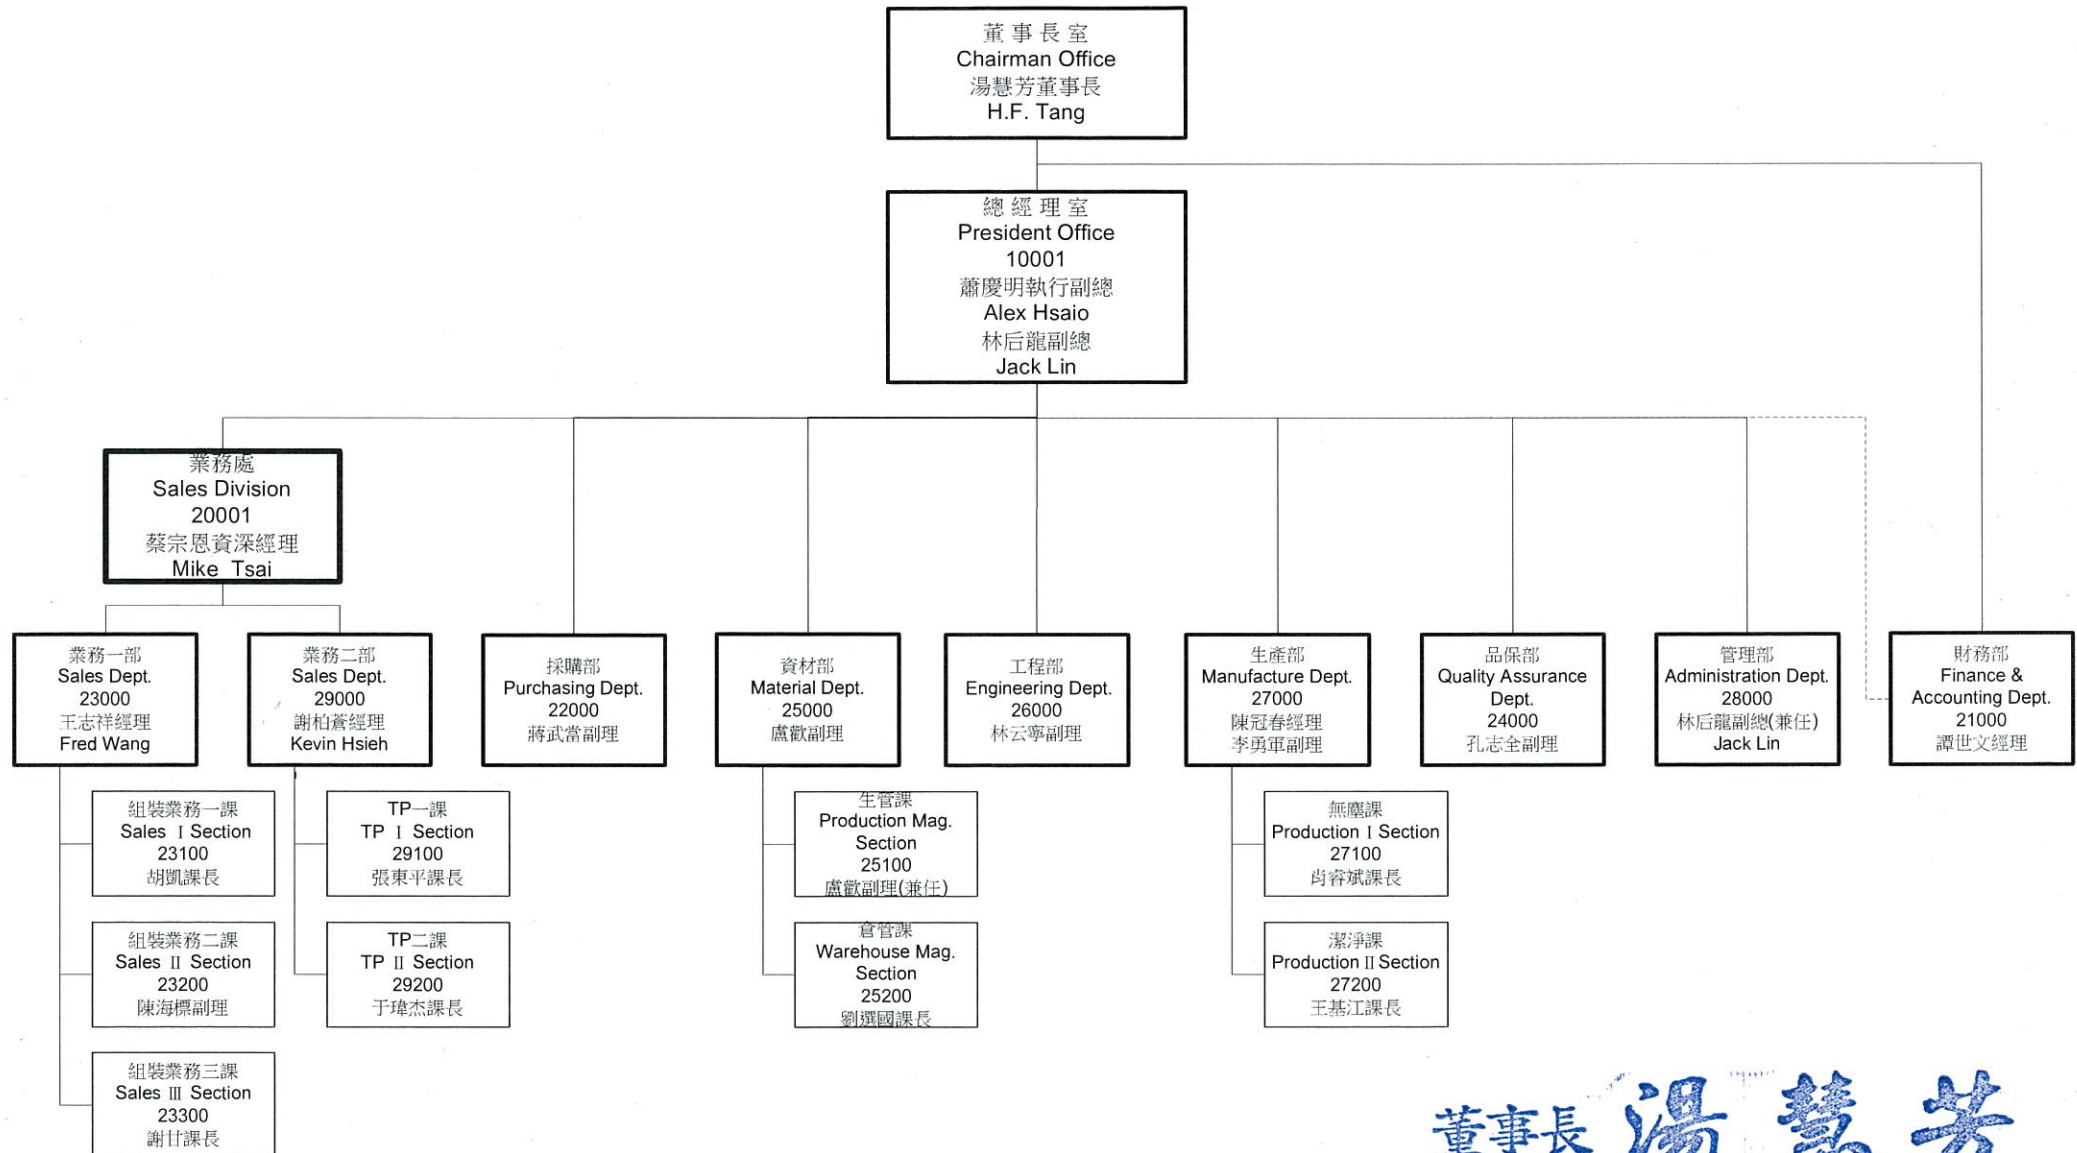 董事長室
Chairman Office
湯慧芳董事長
H.F. Tang
總經理室
President Office
10001
蕭慶明執行副總
Alex Hsaio
林后龍副總
Jack Lin
業務處
Sales Division
20001
蔡宗恩資深經理
Mike Tsai
業務一部
Sales Dept.
23000
王志祥經理
Fred Wang
業務二部
Sales Dept.
29000
謝柏蒼經理
Kevin Hsieh
採購部
Purchasing Dept.
22000
蔣武當副理
資材部
Material Dept.
25000
盧歡副理
工程部
Engineering Dept.
26000
林云寧副理
生產部
Manufacture Dept.
27000
陳冠春經理
李勇軍副理
品保部
Quality Assurance
Dept.
24000
孔志全副理
管理部
Administration Dept.
28000
林后龍副總(兼任)
Jack Lin
財務部
Finance &
Accounting Dept.
21000
譚世文經理
組裝業務一課
Sales Ⅰ Section
23100
胡凱課長
組裝業務二課
Sales Ⅱ Section
23200
陳海標副理
組裝業務三課
Sales Ⅲ Section
23300
謝甘課長
TP一課
TP Ⅰ Section
29100
張東平課長
TP二課
TP Ⅱ Section
29200
于瑋杰課長
生管課
Production Mag.
Section
25100
盧歡副理(兼任)
倉管課
Warehouse Mag.
Section
25200
劉選國課長
無塵課
Production Ⅰ Section
27100
肖睿斌課長
潔淨課
Production Ⅱ Section
27200
王基江課長
董事長 湯慧芳